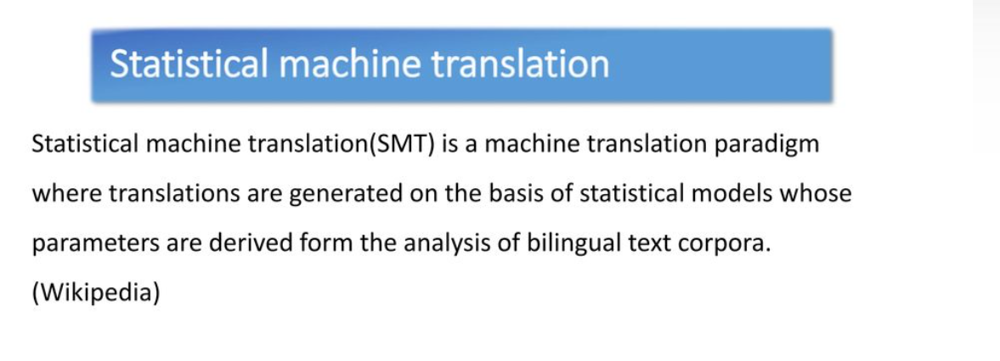 Statistical machine translation
Statistical machine translation(SMT) is a machine translation paradigm
where translations are generated on the basis of statistical models whose
parameters are derived form the analysis of bilingual text corpora.
(Wikipedia)